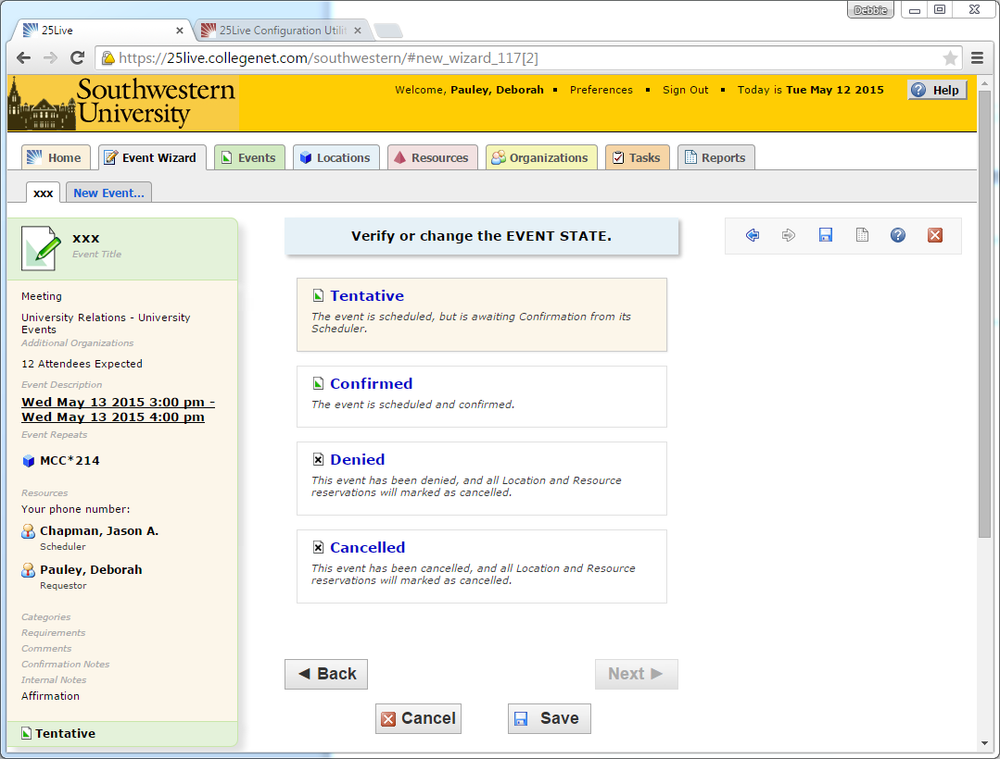 Debbie
25Live
25Live Configuration Utilit
https://25live.collegenet.com/southwestern/#new_wizard_117[2]
Southwestern
University
Welcome, Pauley, Deborah ▪ Preferences ▪ Sign Out ▪ Today is Tue May 12 2015
Help
Home Event Wizard Events Locations Resources Organizations Tasks Reports
xxx New Event...
xxx
Event Title
Meeting
University Relations - University
Events
Additional Organizations
12 Attendees Expected
Event Description
Wed May 13 2015 3:00 pm -
Wed May 13 2015 4:00 pm
Event Repeats
MCC*214
Resources
Your phone number:
Chapman, Jason A.
Scheduler
Pauley, Deborah
Requestor
Categories
Requirements
Comments
Confirmation Notes
Internal Notes
Affirmation
Tentative
Verify or change the EVENT STATE.
Tentative
The event is scheduled, but is awaiting Confirmation from its
Scheduler.
Confirmed
The event is scheduled and confirmed.
Denied
This event has been denied, and all Location and Resource
reservations will marked as cancelled.
Cancelled
This event has been cancelled, and all Location and Resource
reservations will marked as cancelled.
Back
Next
Cancel
Save